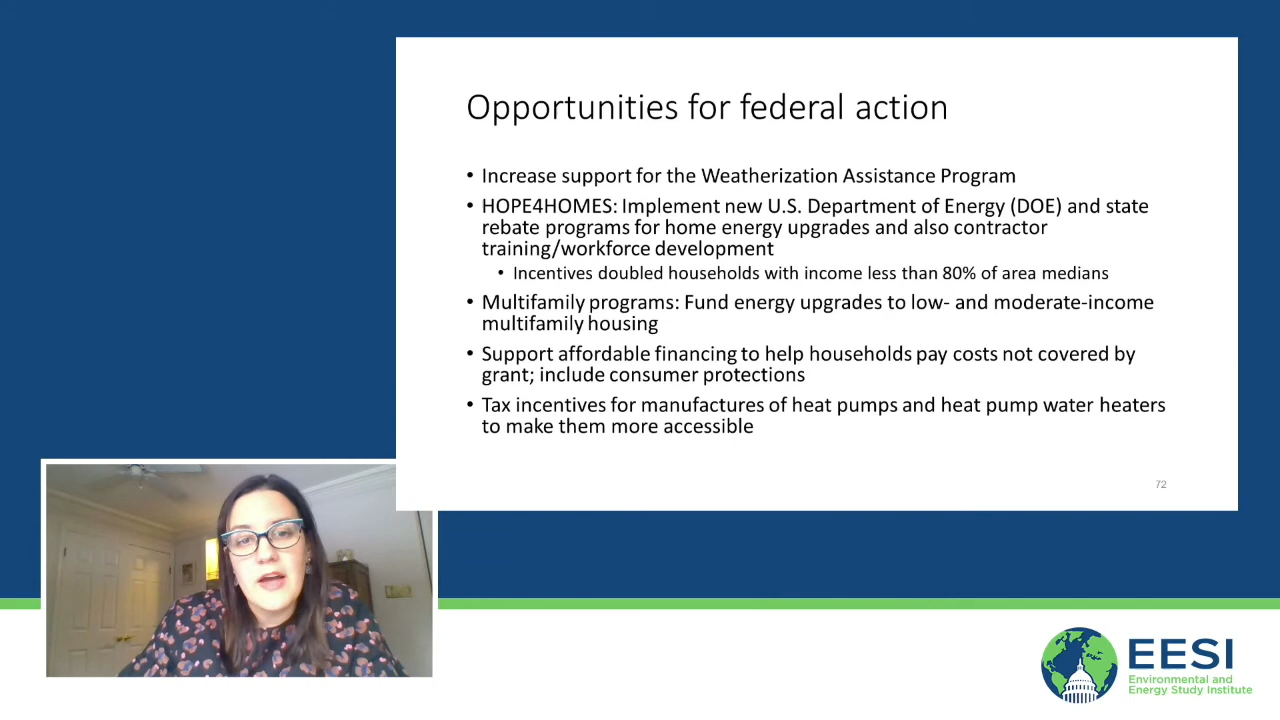 Opportunities for federal action
• Increase support for the Weatherization Assistance Program
• HOPE4HOMES: Implement new U.S. Department of Energy (DOE) and state
rebate programs for home energy upgrades and also contractor
training/workforce development
• Incentives doubled households with income less than 80% of area medians
• Multifamily programs: Fund energy upgrades to low- and moderate-income
multifamily housing
• Support affordable financing to help households pay costs not covered by
grant; include consumer protections
• Tax incentives for manufactures of heat pumps and heat pump water heaters
to make them more accessible
72
EESI
Environmental and
Energy Study Institute